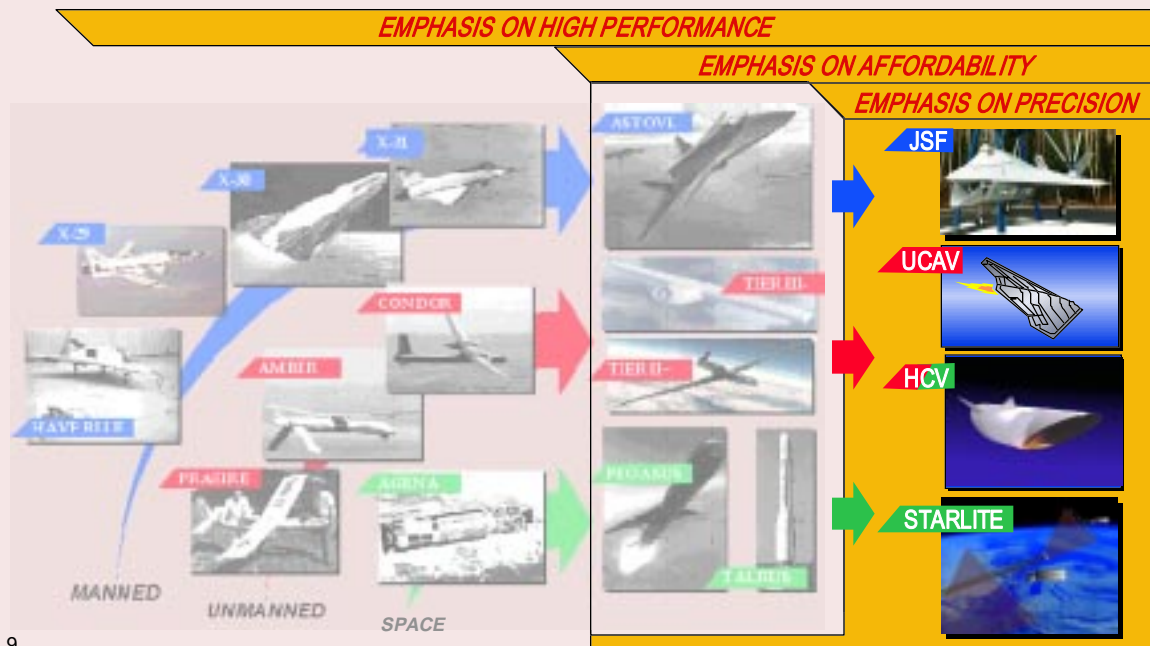 EMPHASIS ON HIGH PERFORMANCE
EMPHASIS ON AFFORDABILITY
EMPHASIS ON PRECISION
X-31
X-30
X-29
HAVE BLUE
CONDOR
AMBER
PRAEIRE
AGENA
MANNED
UNMANNED
SPACE
ASTOVL
TIER III-
TIER II+
PEGASUS
TAURUS
JSF
UCAV
HCV
STARLITE
9